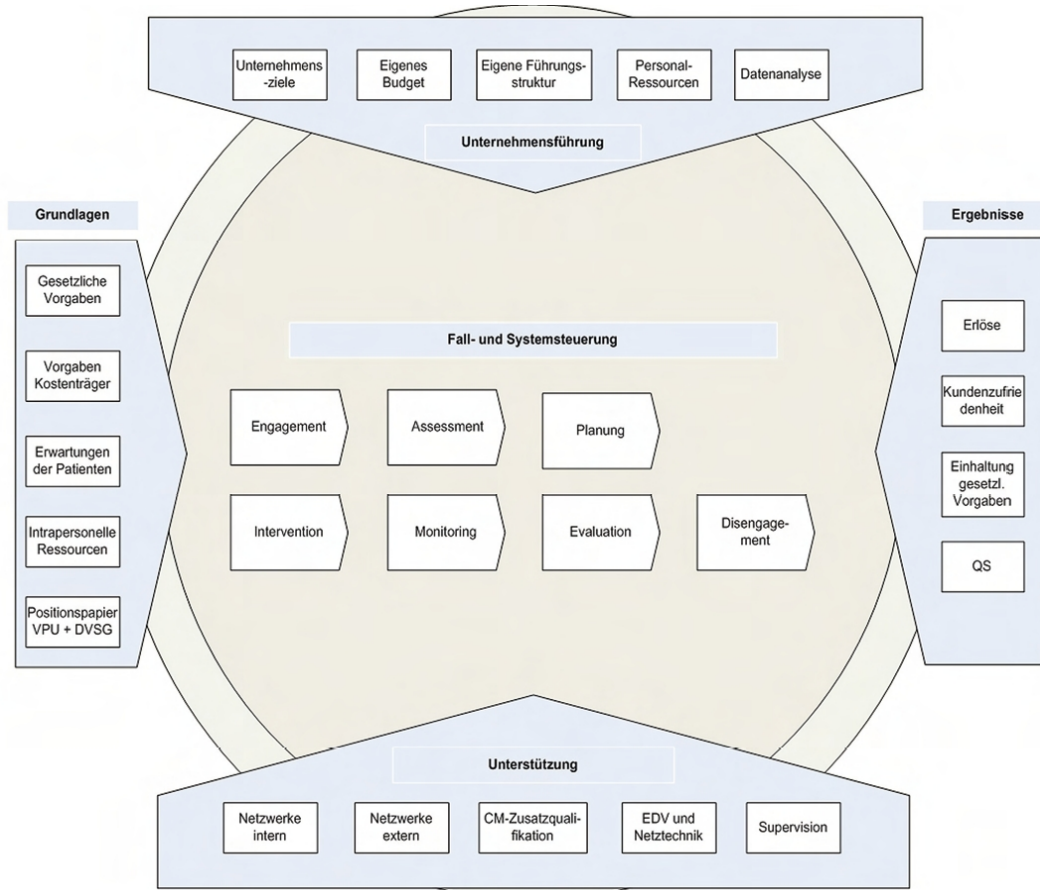 Unternehmens
-ziele
Eigenes
Budget
Eigene Führungs-
struktur
Personal-
Ressourcen
Datenanalyse
Unternehmensführung
Grundlagen
Gesetzliche
Vorgaben
Vorgaben
Kostenträger
Erwartungen
der Patienten
Intrapersonelle
Ressourcen
Positionspapier
VPU + DVSG
Fall- und Systemsteuerung
Engagement
Assessment
Planung
Intervention
Monitoring
Evaluation
Disengage-
ment
Ergebnisse
Erlöse
Kundenzufrie
denheit
Einhaltung
gesetzl.
Vorgaben
QS
Unterstützung
Netzwerke
intern
Netzwerke
extern
CM-Zusatzquali-
fikation
EDV und
Netztechnik
Supervision